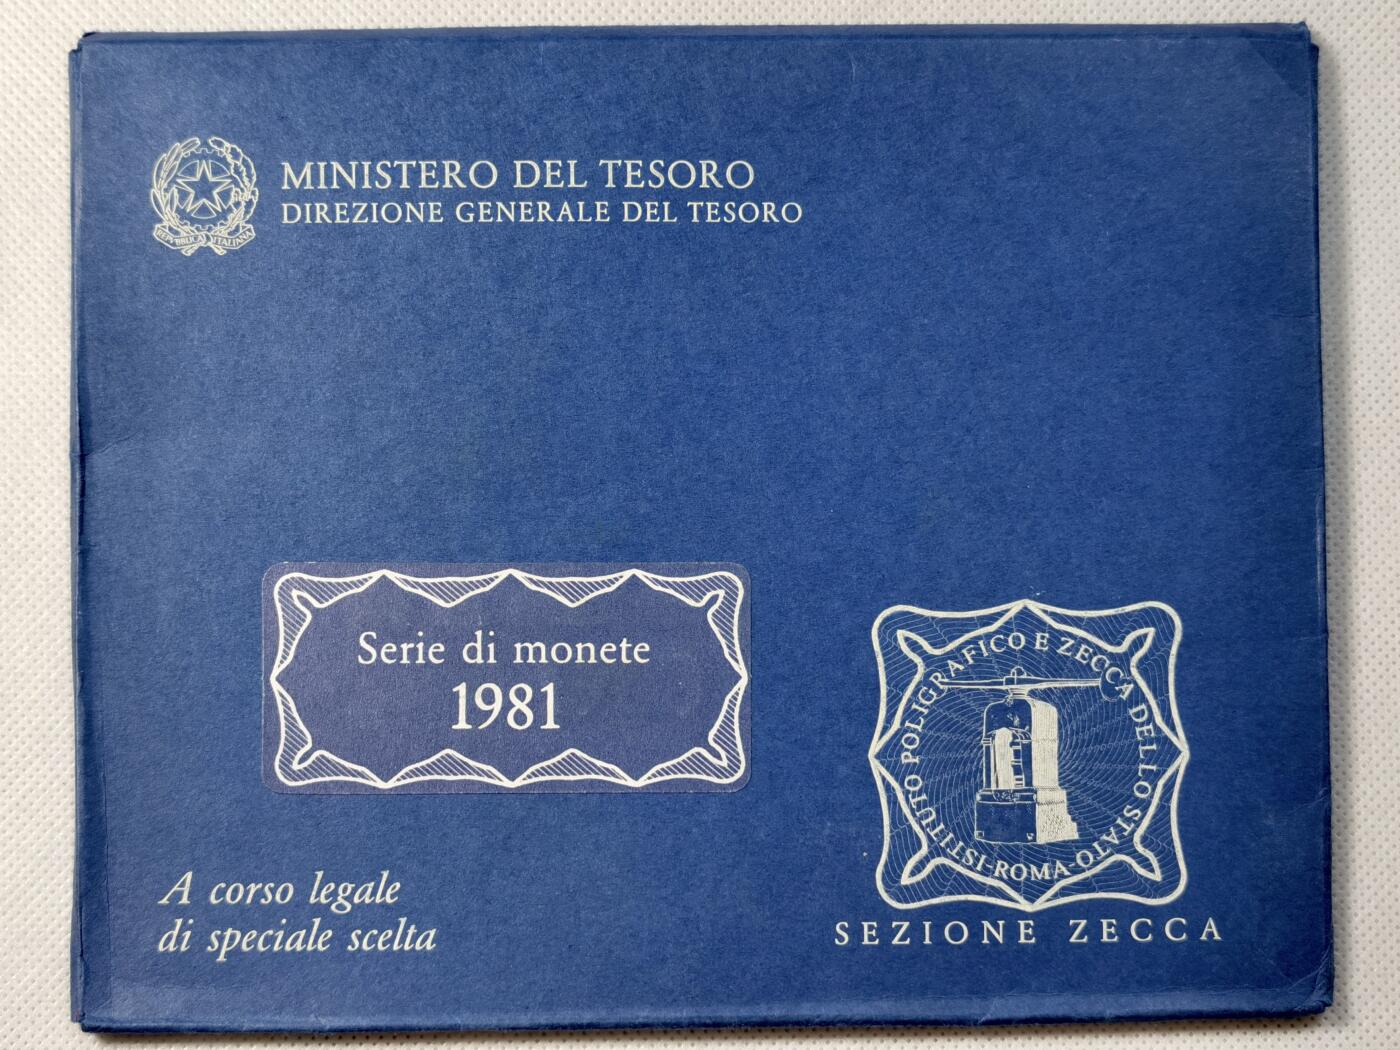 REPVBBLICA ITALIANA
MINISTERO DEL TESORO
DIREZIONE GENERALE DEL TESORO
Serie di monete
1981
ISTITUTO POLIGRAFICO E ZECCA DELLO STATO-ROMA-
A corso legale
di speciale scelta
SEZIONE ZECCA